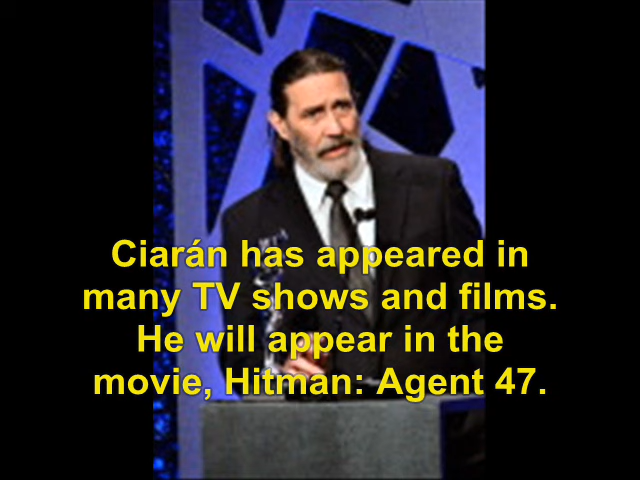 Ciarán has appeared in
many TV shows and films.
He will appear in the
movie, Hitman: Agent 47.